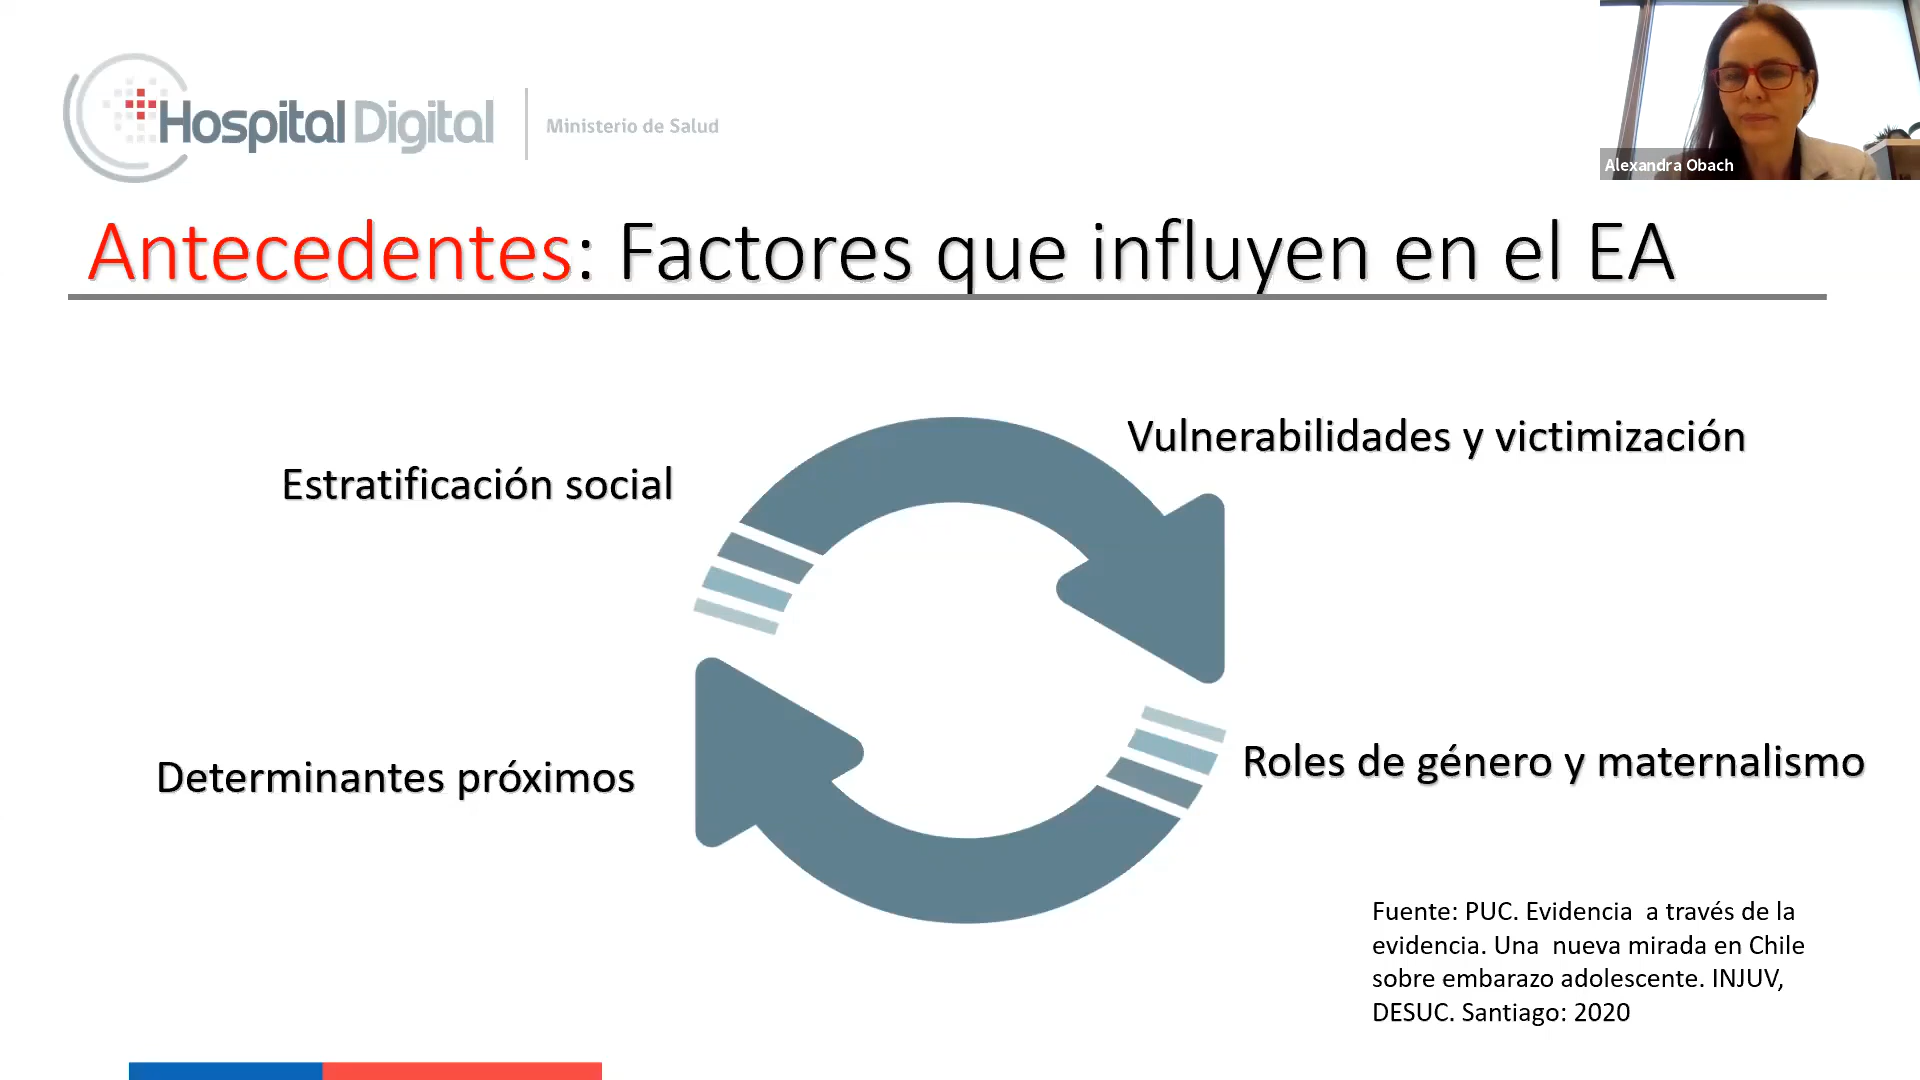 Hospital Digital
Ministerio de Salud
Alexandra Obach
Antecedentes: Factores que influyen en el EA
Vulnerabilidades y victimización
Estratificación social
Roles de género y maternalismo
Determinantes próximos
Fuente: PUC. Evidencia a través de la
evidencia. Una nueva mirada en Chile
sobre embarazo adolescente. INJUV,
DESUC. Santiago: 2020